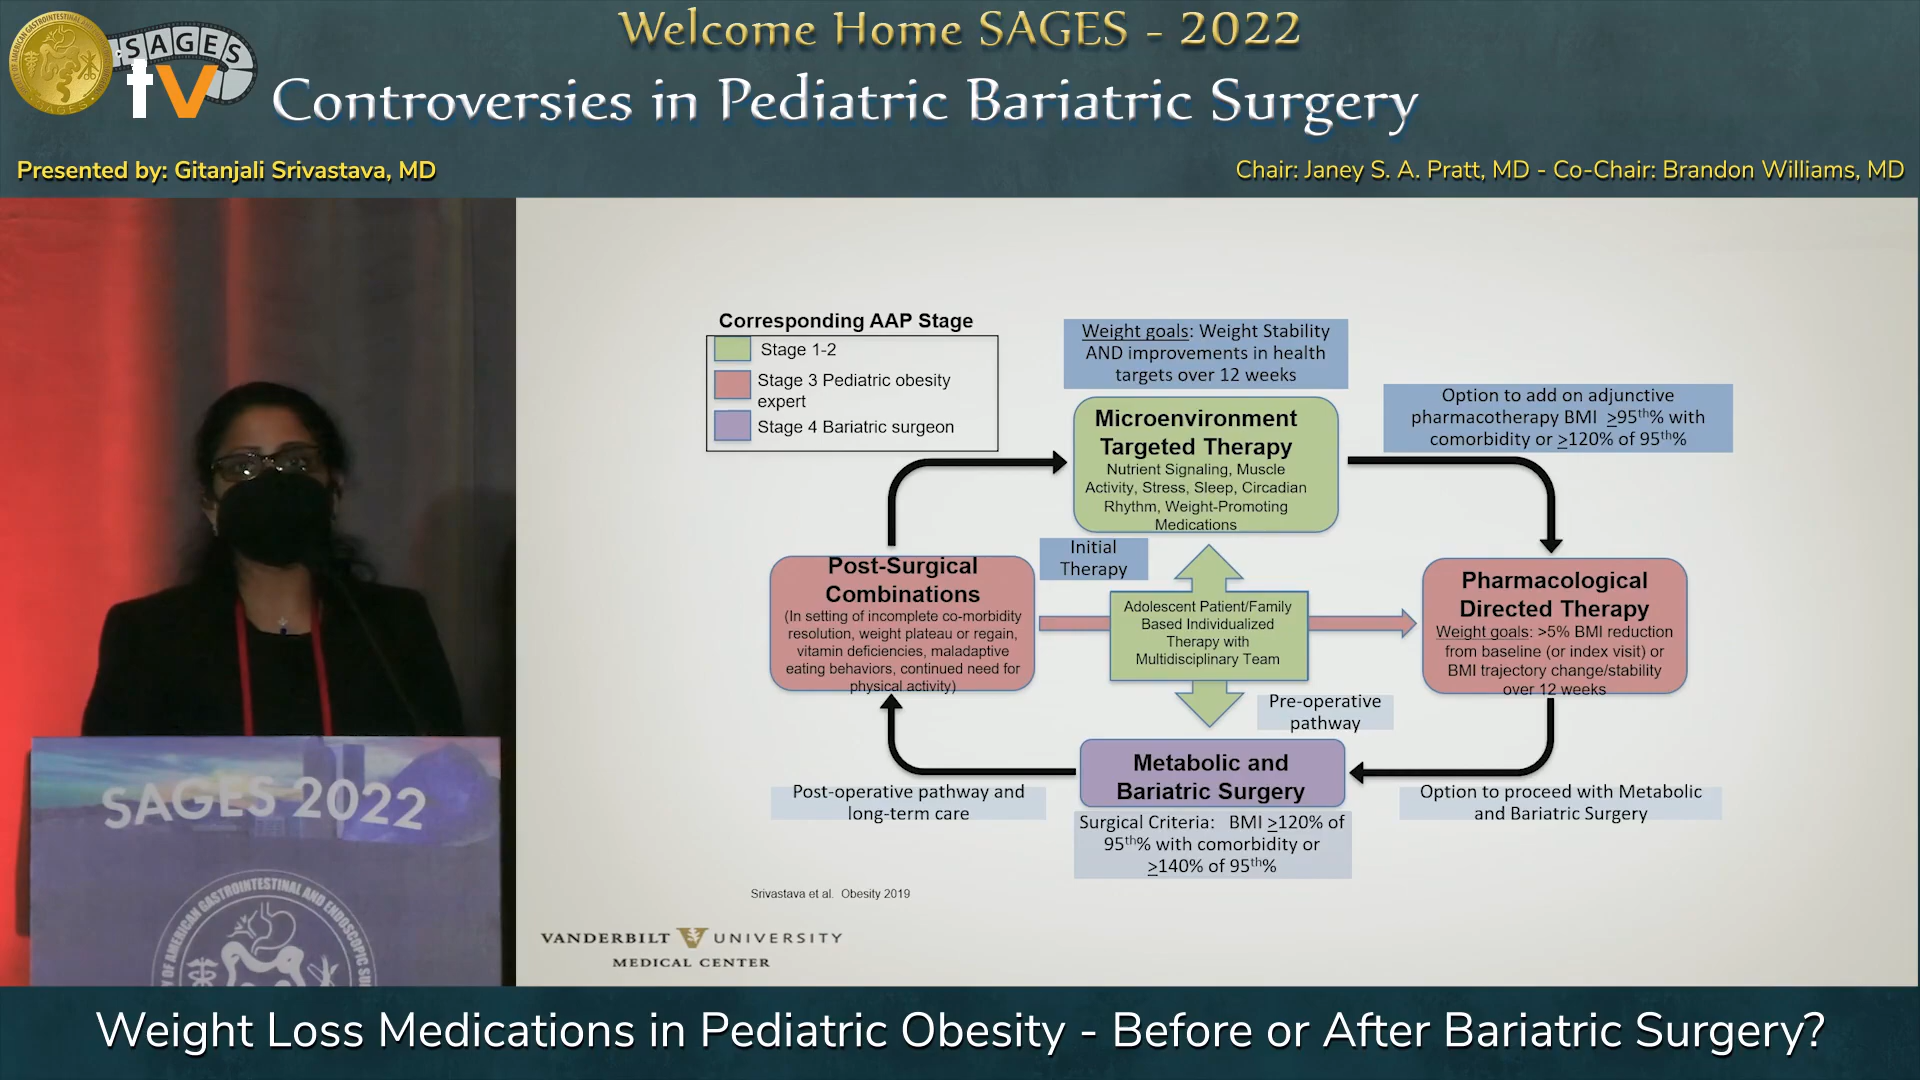 Welcome Home SAGES - 2022
SAGES
tv
Controversies in Pediatric Bariatric Surgery
Presented by: Gitanjali Srivastava, MD
Chair: Janey S. A. Pratt, MD - Co-Chair: Brandon Williams, MD
Corresponding AAP Stage
Stage 1-2
Stage 3 Pediatric obesity
expert
Stage 4 Bariatric surgeon
Weight goals: Weight Stability
AND improvements in health
targets over 12 weeks
Microenvironment
Targeted Therapy
Nutrient Signaling, Muscle
Activity, Stress, Sleep, Circadian
Rhythm, Weight-Promoting
Medications
Option to add on adjunctive
pharmacotherapy BMI ≥95th% with
comorbidity or ≥120% of 95th%
Post-Surgical
Combinations
(In setting of incomplete co-morbidity
resolution, weight plateau or regain,
vitamin deficiencies, maladaptive
eating behaviors, continued need for
physical activity)
Initial
Therapy
Adolescent Patient/Family
Based Individualized
Therapy with
Multidisciplinary Team
Pharmacological
Directed Therapy
Weight goals: >5% BMI reduction
from baseline (or index visit) or
BMI trajectory change/stability
over 12 weeks
Pre-operative
pathway
Metabolic and
Bariatric Surgery
Post-operative pathway and
long-term care
Option to proceed with Metabolic
and Bariatric Surgery
Surgical Criteria: BMI ≥120% of
95th% with comorbidity or
≥140% of 95th%
Srivastava et al. Obesity 2019
VANDERBILT UNIVERSITY
MEDICAL CENTER
SAGES 2022
OF AMERICAN GASTROINTESTINAL AND ENDOSCOPIC
Weight Loss Medications in Pediatric Obesity - Before or After Bariatric Surgery?